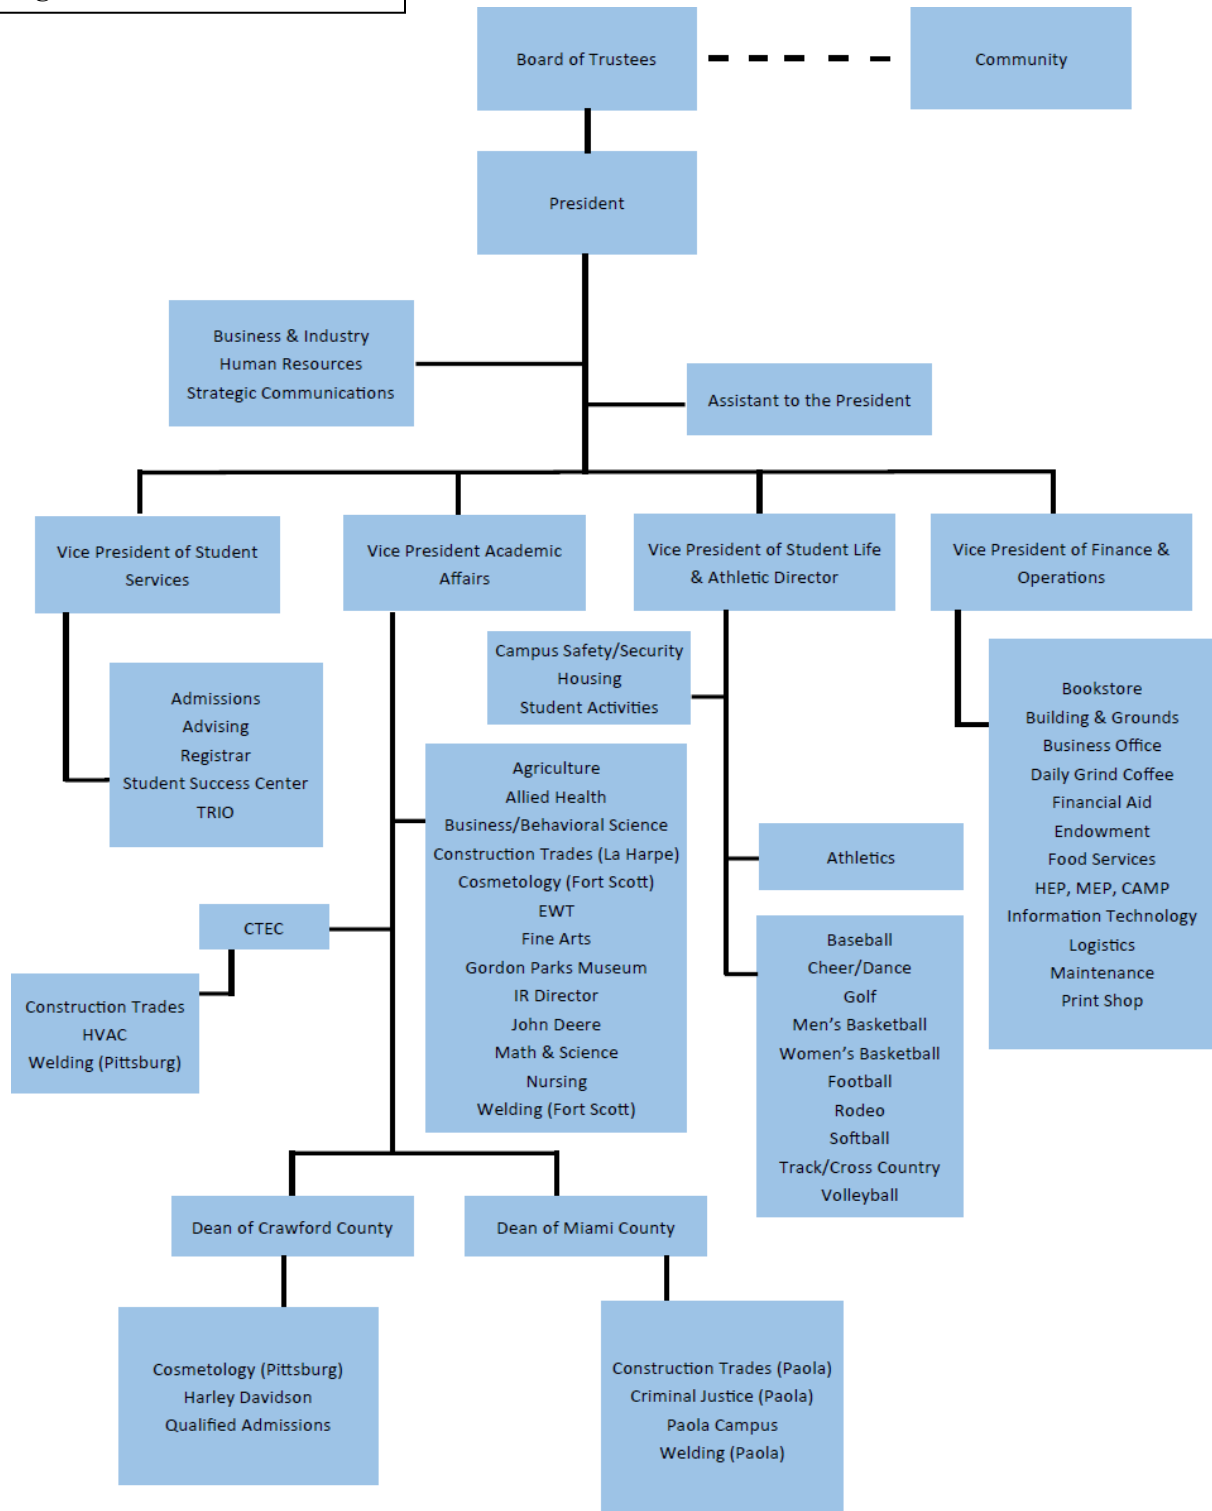 Board of Trustees
Community
President
Business & Industry
Human Resources
Strategic Communications
Assistant to the President
Vice President of Student
Services
Vice President Academic
Affairs
Vice President of Student Life
& Athletic Director
Vice President of Finance &
Operations
Campus Safety/Security
Housing
Student Activities
Admissions
Advising
Registrar
Student Success Center
TRIO
Agriculture
Allied Health
Business/Behavioral Science
Construction Trades (La Harpe)
Cosmetology (Fort Scott)
EWT
Fine Arts
Gordon Parks Museum
IR Director
John Deere
Math & Science
Nursing
Welding (Fort Scott)
Bookstore
Building & Grounds
Business Office
Daily Grind Coffee
Financial Aid
Endowment
Food Services
HEP, MEP, CAMP
Information Technology
Logistics
Maintenance
Print Shop
Athletics
CTEC
Construction Trades
HVAC
Welding (Pittsburg)
Baseball
Cheer/Dance
Golf
Men’s Basketball
Women’s Basketball
Football
Rodeo
Softball
Track/Cross Country
Volleyball
Dean of Crawford County
Dean of Miami County
Cosmetology (Pittsburg)
Harley Davidson
Qualified Admissions
Construction Trades (Paola)
Criminal Justice (Paola)
Paola Campus
Welding (Paola)